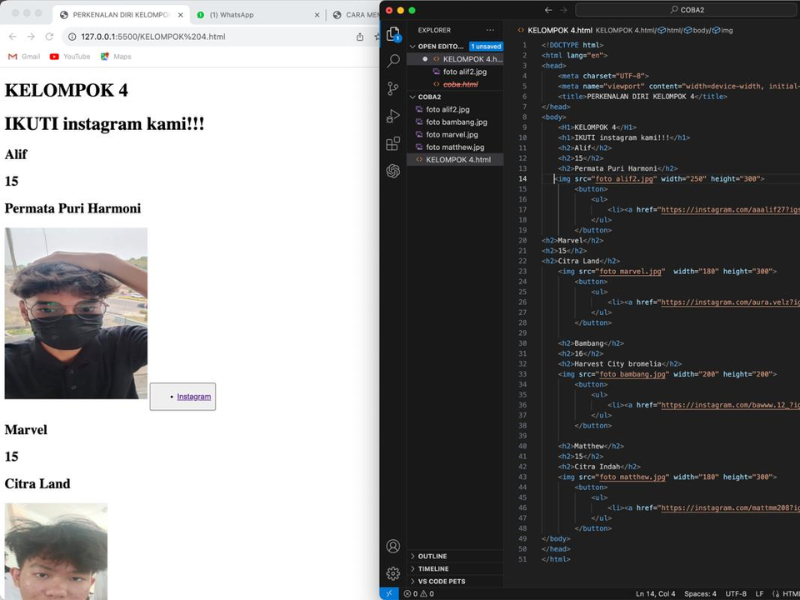 PERKENALAN DIRI KELOMPOK
(1) WhatsApp
CARA MEN
127.0.0.1:5500/KELOMPOK%204.html
Gmail
YouTube
Maps
KELOMPOK 4
IKUTI instagram kami!!!
Alif
15
Permata Puri Harmoni
Instagram
Marvel
15
Citra Land
COBA2
EXPLORER
OPEN EDITO...
1 unsaved
KELOMPOK 4.h...
foto alif2.jpg
coba.html
COBA2
foto alif2.jpg
foto bambang.jpg
foto marvel.jpg
foto matthew.jpg
KELOMPOK 4.html
OUTLINE
TIMELINE
VS CODE PETS
KELOMPOK 4.html
KELOMPOK 4.html/html/body/img
1 <!DOCTYPE html>
2 <html lang="en">
3 <head>
4 <meta charset="UTF-8">
5 <meta name="viewport" content="width=device-width, initial-
6 <title>PERKENALAN DIRI KELOMPOK 4</title>
7 </head>
8 <body>
9 <H1>KELOMPOK 4</H1>
10 <H1>IKUTI instagram kami!!!</H1>
11 <h2>Alif</h2>
12 <h2>15</h2>
13 <h2>Permata Puri Harmoni</h2>
14 <img src="foto alif2.jpg" width="250" height="300">
15 <button>
16 <ul>
17 <li><a href="https://instagram.com/aaalif27?igs
18 </ul>
19 </button>
20 <h2>Marvel</h2>
21 <h2>15</h2>
22 <h2>Citra Land</h2>
23 <img src="foto marvel.jpg" width="180" height="300">
24 <button>
25 <ul>
26 <li><a href="https://instagram.com/aura.velz?ig
27 </ul>
28 </button>
29
30 <h2>Bambang</h2>
31 <h2>16</h2>
32 <h2>Harvest City bromelia</h2>
33 <img src="foto bambang.jpg" width="200" height="200">
34 <button>
35 <ul>
36 <li><a href="https://instagram.com/bawww.12_?ig
37 </ul>
38 </button>
39
40 <h2>Matthew</h2>
41 <h2>15</h2>
42 <h2>Citra Indah</h2>
43 <img src="foto matthew.jpg" width="180" height="300">
44 <button>
45 <ul>
46 <li><a href="https://instagram.com/mattmm208?ig
47 </ul>
48 </button>
49 </body>
50 </head>
51 </html>
0 0
Ln 14, Col 4
Spaces: 4
UTF-8
LF
HTML